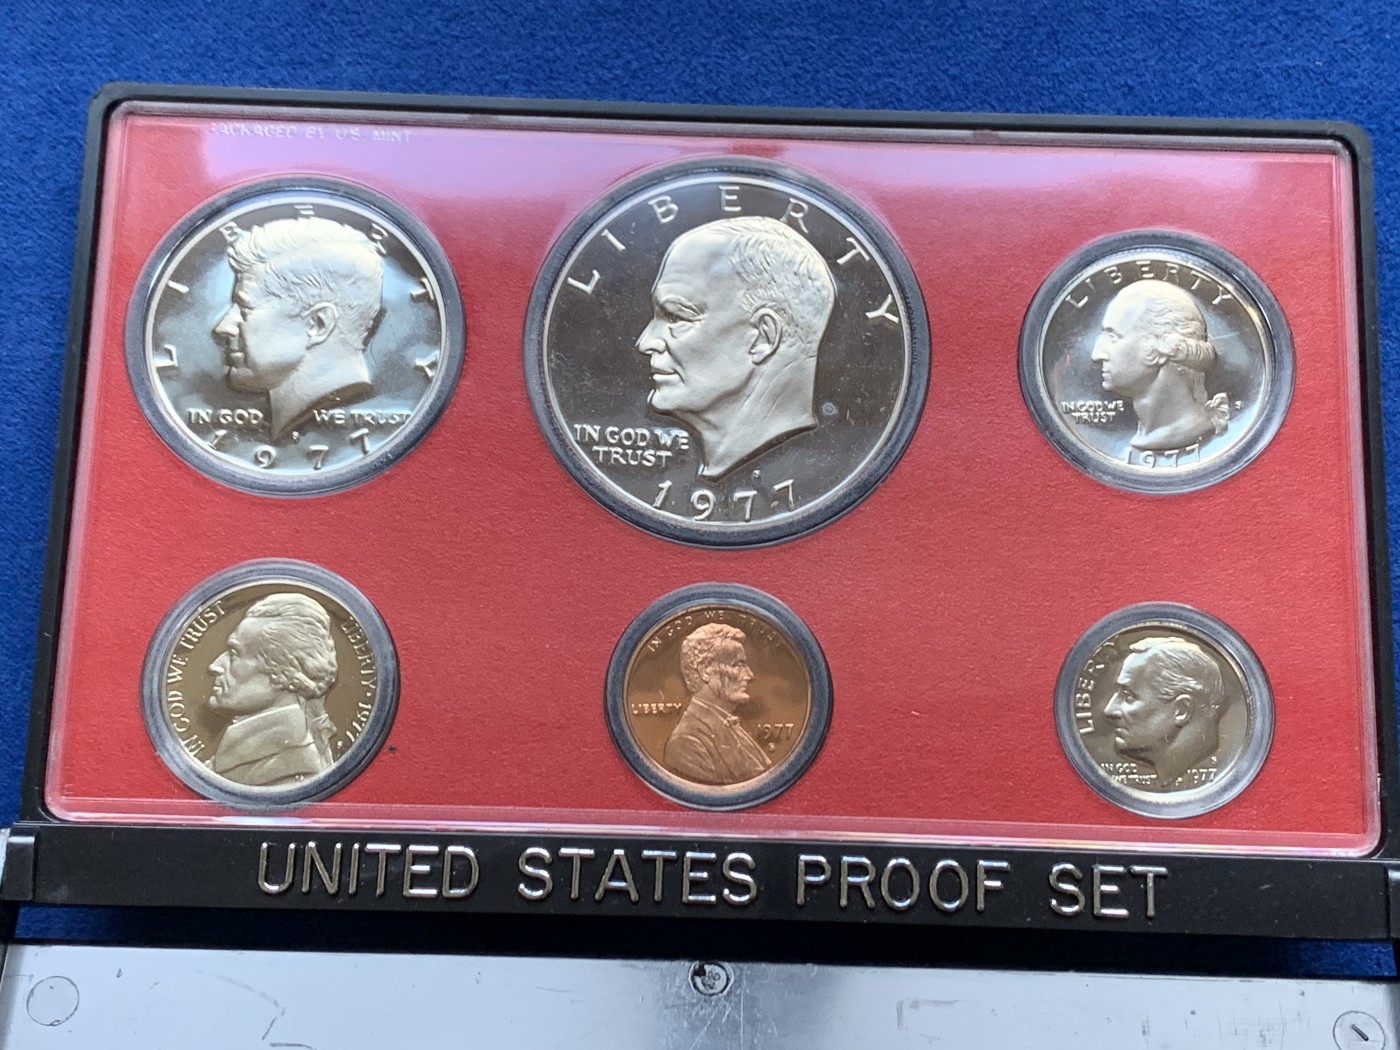 PACKAGED BY U.S. MINT
LIBERTY
IN GOD WE TRUST
S
1977
LIBERTY
IN GOD WE
TRUST
S
1977
LIBERTY
IN GOD WE
TRUST
S
1977
IN GOD WE TRUST
LIBERTY · 1977
S
IN GOD WE TRUST
LIBERTY
1977
S
LIBERTY
IN GOD
WE TRUST
S
1977
UNITED STATES PROOF SET